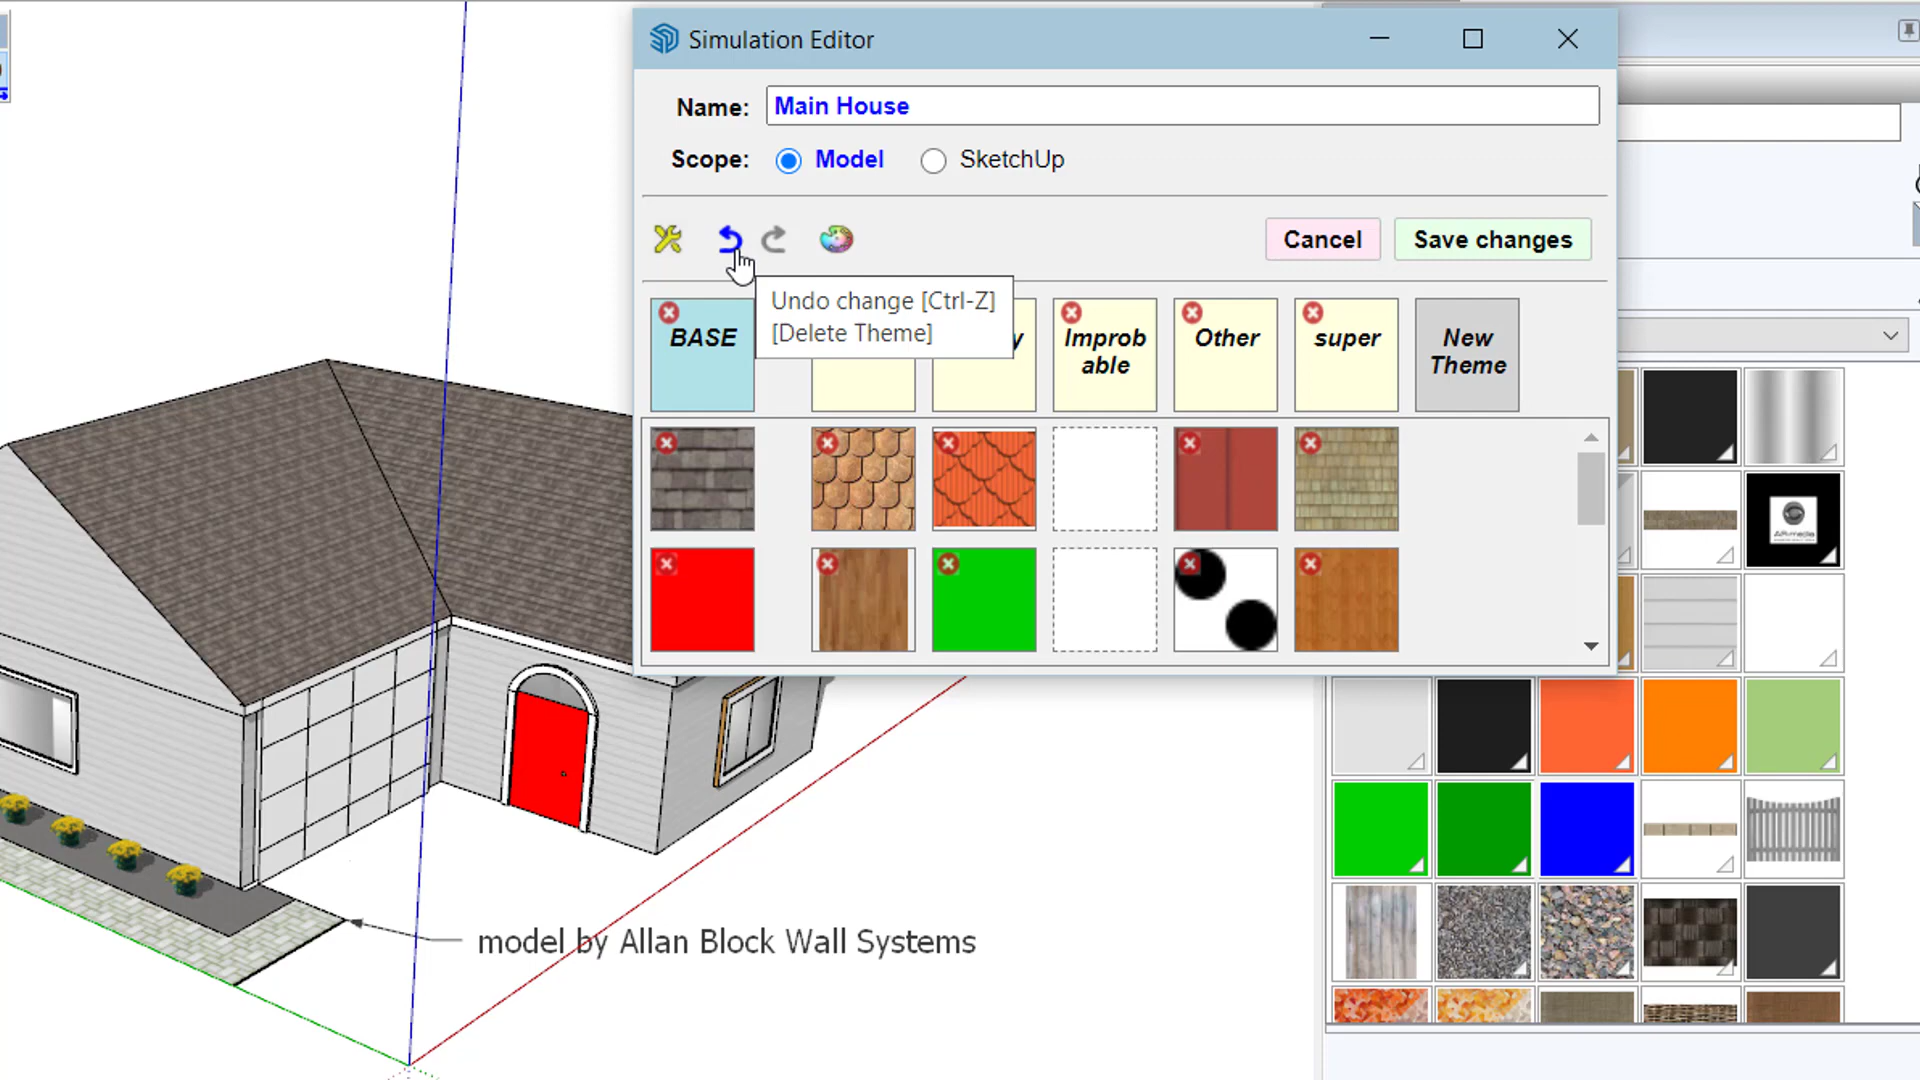 Simulation Editor
Name: Main House
Scope: Model SketchUp
Cancel Save changes
Undo change [Ctrl-Z]
[Delete Theme]
BASE
y
Improb
able
Other
super
New
Theme
model by Allan Block Wall Systems